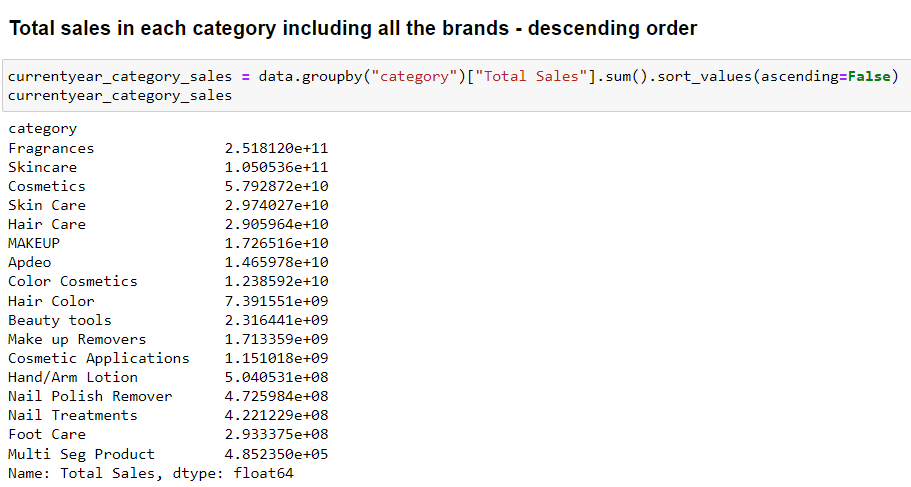 Total sales in each category including all the brands - descending order
currentyear_category_sales = data.groupby("category")["Total Sales"].sum().sort_values(ascending=False)
currentyear_category_sales
category
Fragrances 2.518120e+11
Skincare 1.050536e+11
Cosmetics 5.792872e+10
Skin Care 2.974027e+10
Hair Care 2.905964e+10
MAKEUP 1.726516e+10
Apdeo 1.465978e+10
Color Cosmetics 1.238592e+10
Hair Color 7.391551e+09
Beauty tools 2.316441e+09
Make up Removers 1.713359e+09
Cosmetic Applications 1.151018e+09
Hand/Arm Lotion 5.040531e+08
Nail Polish Remover 4.725984e+08
Nail Treatments 4.221229e+08
Foot Care 2.933375e+08
Multi Seg Product 4.852350e+05
Name: Total Sales, dtype: float64